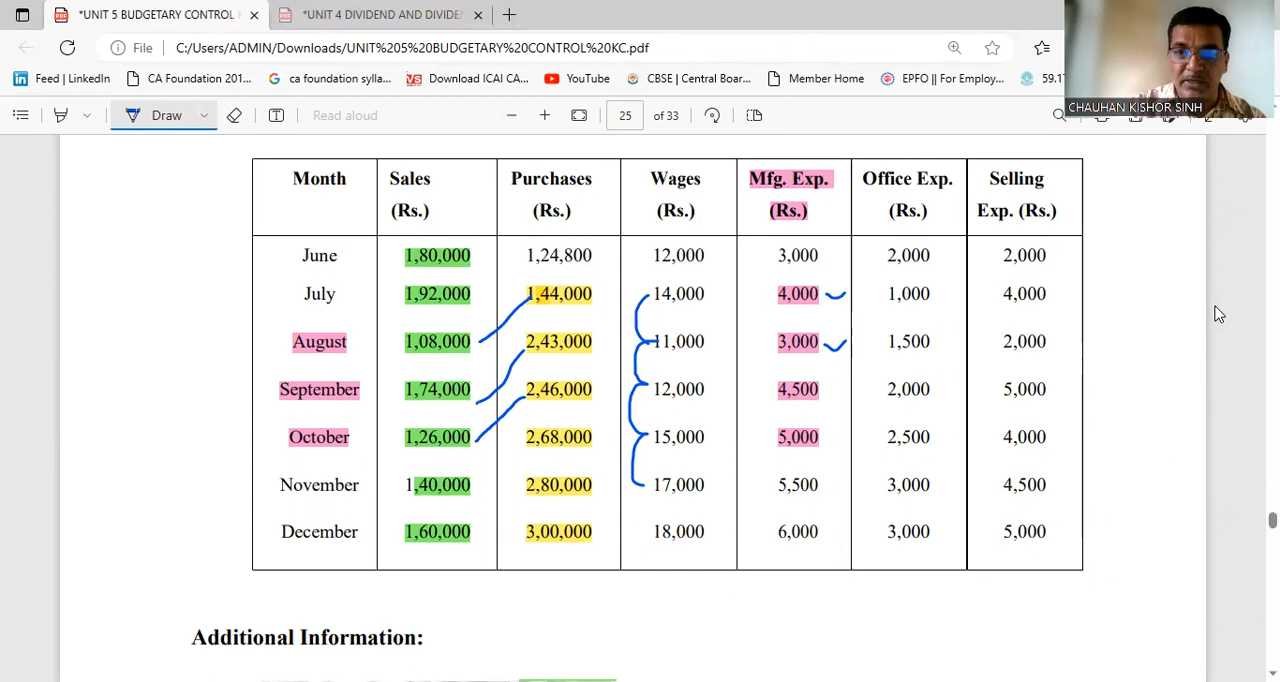 *UNIT 5 BUDGETARY CONTROL
*UNIT 4 DIVIDEND AND DIVIDE
File C:/Users/ADMIN/Downloads/UNIT%205%20BUDGETARY%20CONTROL%20KC.pdf
Feed | LinkedIn CA Foundation 201... ca foundation sylla... Download ICAI CA... YouTube CBSE | Central Boar... Member Home EPFO || For Employ... 59.1
Draw Read aloud 25 of 33
CHAUHAN KISHOR SINH
Month Sales Purchases Wages Mfg. Exp. Office Exp. Selling
(Rs.) (Rs.) (Rs.) (Rs.) (Rs.) Exp. (Rs.)
June 1,80,000 1,24,800 12,000 3,000 2,000 2,000
July 1,92,000 1,44,000 14,000 4,000 1,000 4,000
August 1,08,000 2,43,000 11,000 3,000 1,500 2,000
September 1,74,000 2,46,000 12,000 4,500 2,000 5,000
October 1,26,000 2,68,000 15,000 5,000 2,500 4,000
November 1,40,000 2,80,000 17,000 5,500 3,000 4,500
December 1,60,000 3,00,000 18,000 6,000 3,000 5,000
Additional Information: